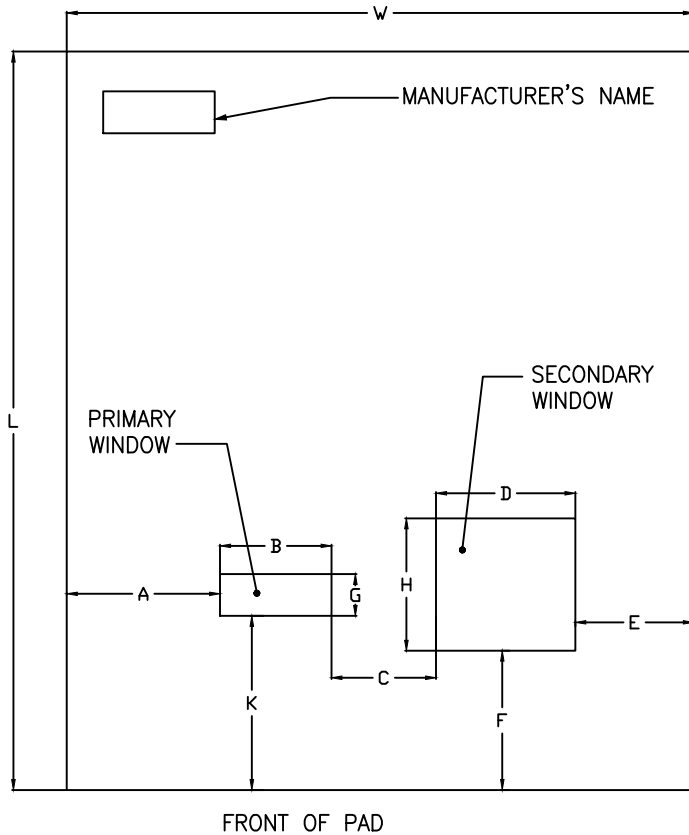 W
MANUFACTURER'S NAME
L
SECONDARY
WINDOW
PRIMARY
WINDOW
D
B
H
G
A
E
C
K
F
FRONT OF PAD